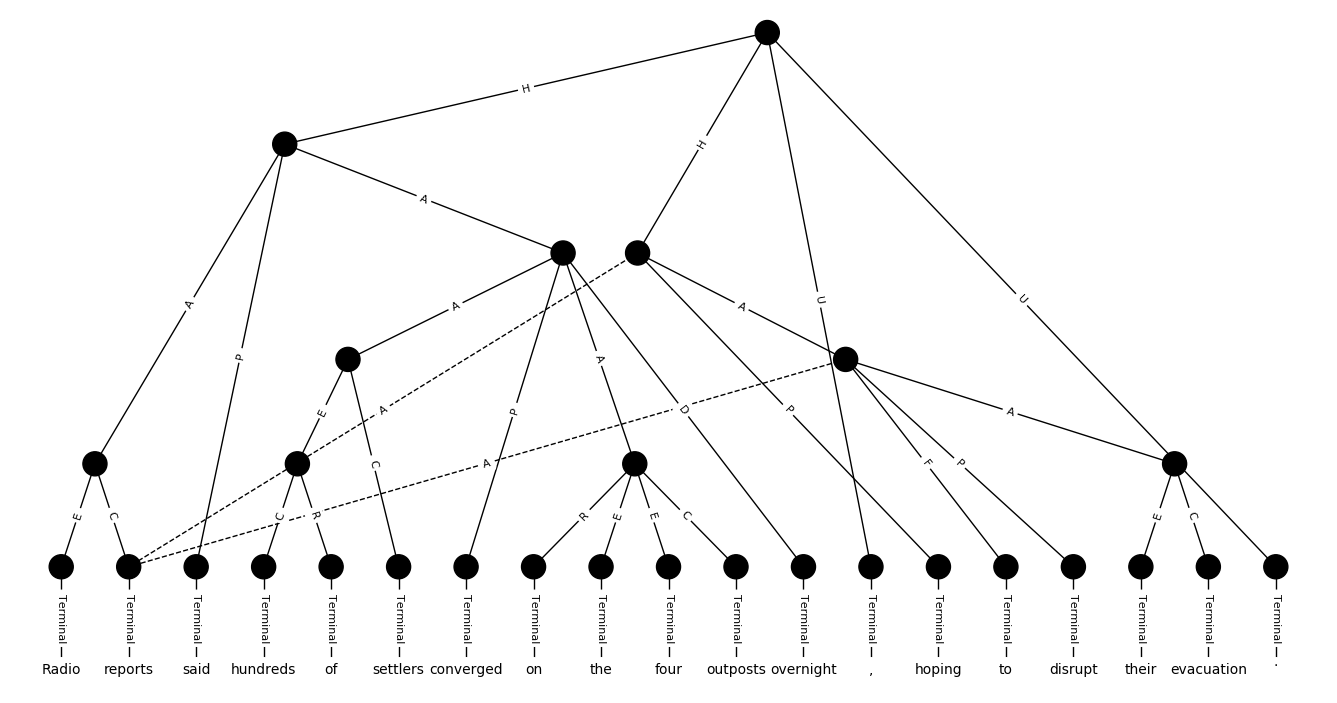 H
H
A
A
U
U
A
P
A
A
A
P
E
A
P
D
P
A
E
C
C
A
F
P
E
C
C
R
R
E
E
C
E
C
Terminal Terminal Terminal Terminal Terminal Terminal Terminal Terminal Terminal Terminal Terminal Terminal Terminal Terminal Terminal Terminal Terminal Terminal Terminal
Radio reports said hundreds of settlers converged on the four outposts overnight , hoping to disrupt their evacuation .